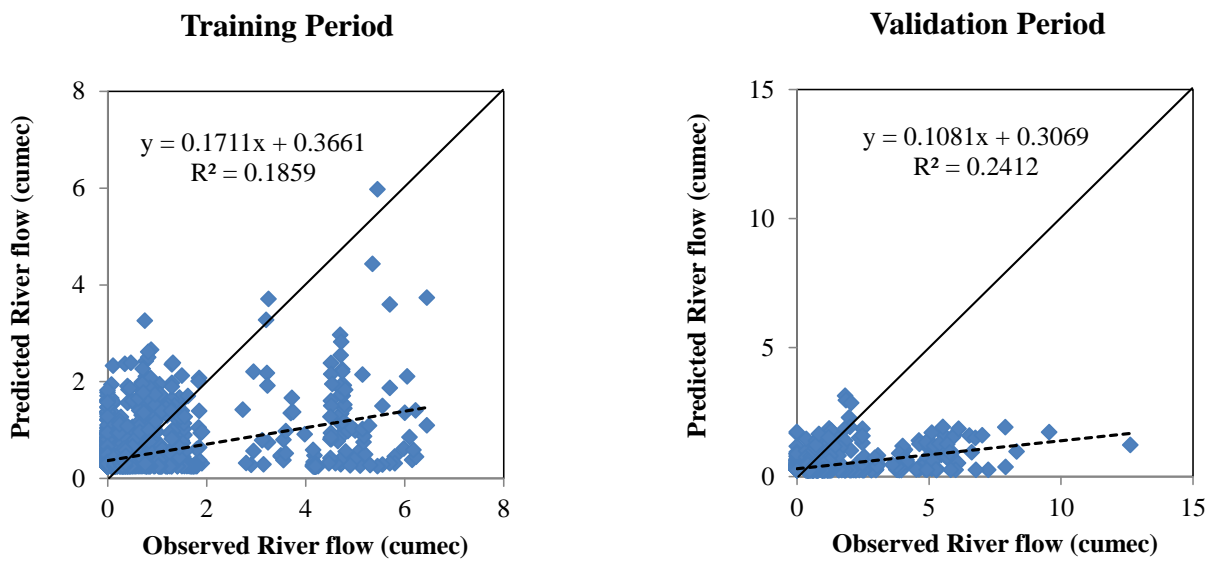 Training Period
8
6
4
2
0
0 2 4 6 8
Predicted River flow (cumec)
Observed River flow (cumec)
y = 0.1711x + 0.3661
R² = 0.1859
Validation Period
15
10
5
0
0 5 10 15
Predicted River flow (cumec)
Observed River flow (cumec)
y = 0.1081x + 0.3069
R² = 0.2412